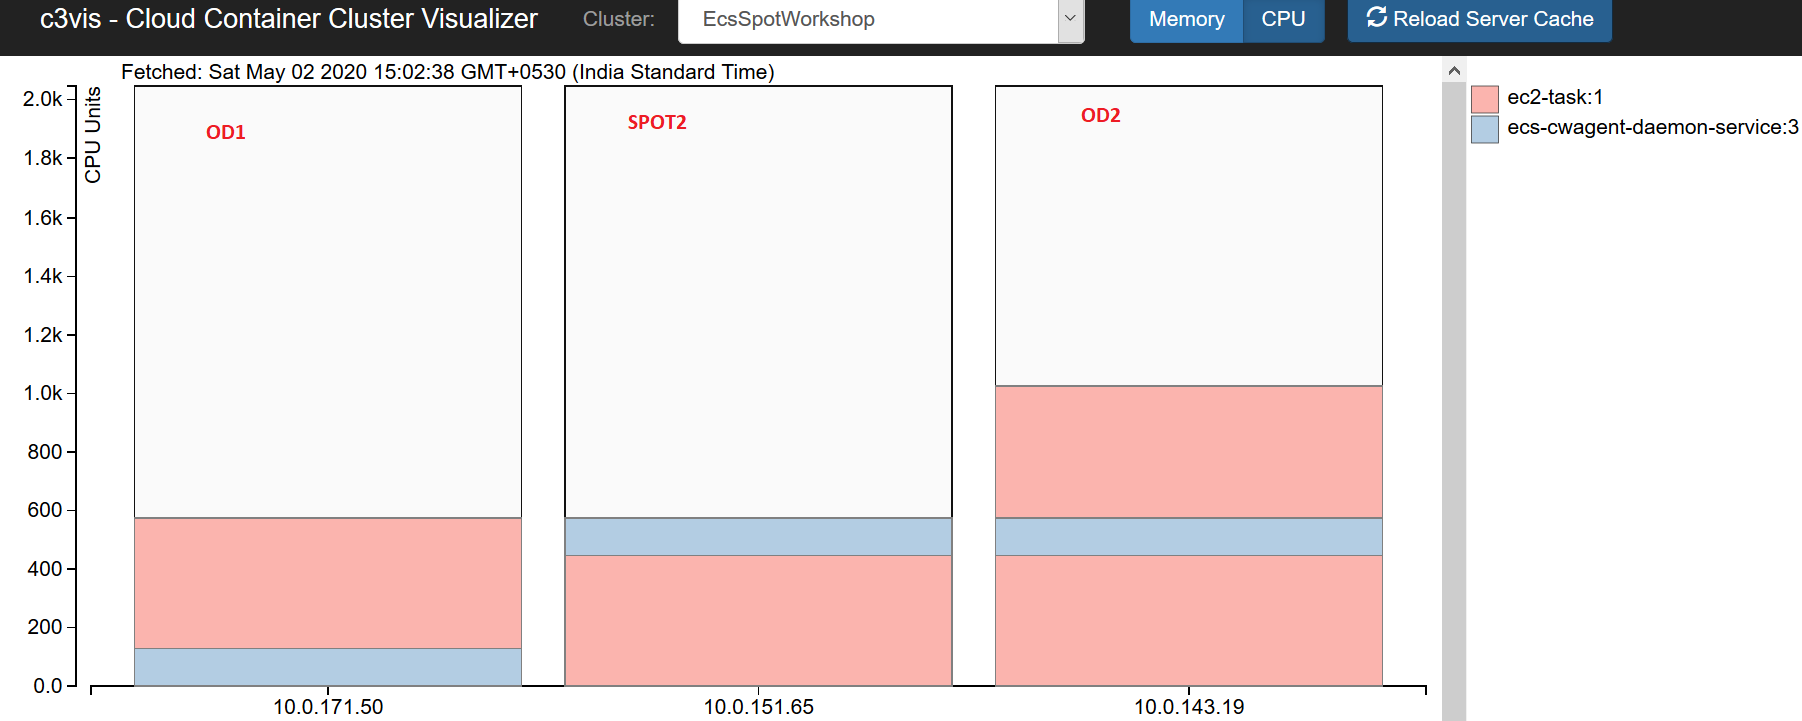 c3vis - Cloud Container Cluster Visualizer Cluster: EcsSpotWorkshop Memory CPU Reload Server Cache
Fetched: Sat May 02 2020 15:02:38 GMT+0530 (India Standard Time)
CPU Units
2.0k
1.8k
1.6k
1.4k
1.2k
1.0k
800
600
400
200
0.0
OD1
SPOT2
OD2
10.0.171.50
10.0.151.65
10.0.143.19
ec2-task:1
ecs-cwagent-daemon-service:3